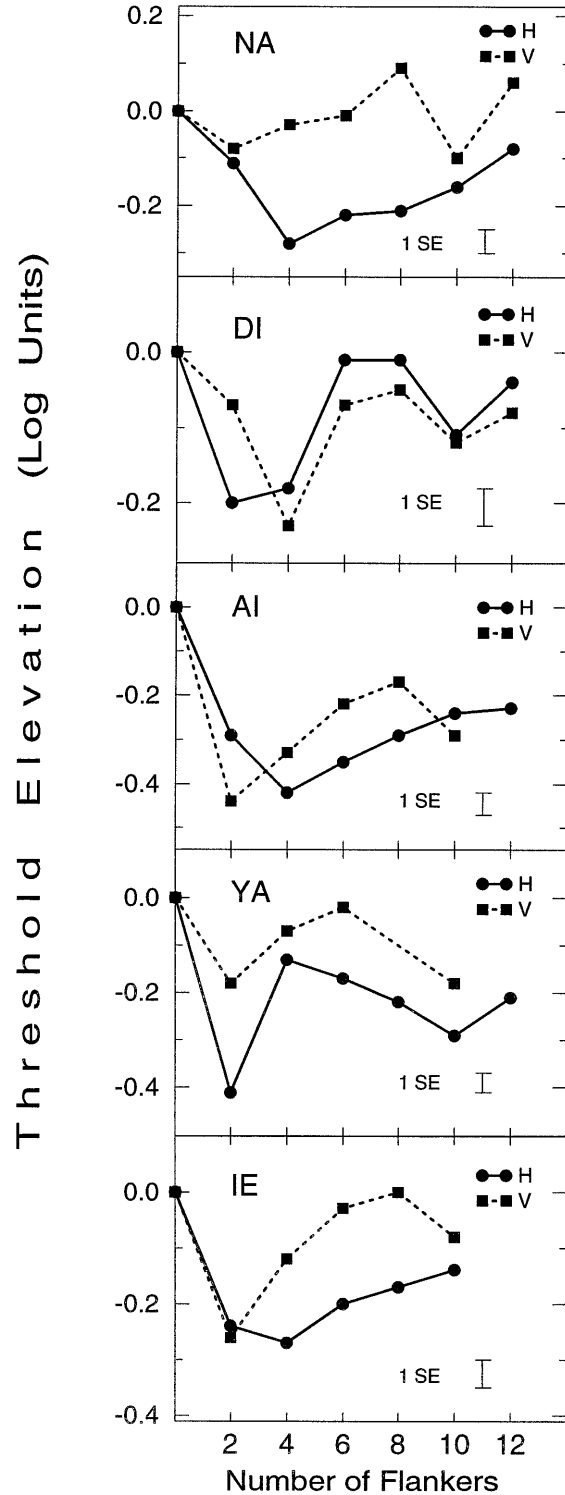 Threshold Elevation (Log Units)
NA
H
V
0.2
0.0
-0.2
1 SE
DI
H
V
0.0
-0.2
1 SE
AI
H
V
0.0
-0.2
-0.4
1 SE
YA
H
V
0.0
-0.2
-0.4
1 SE
IE
H
V
0.0
-0.2
-0.4
1 SE
2 4 6 8 10 12
Number of Flankers